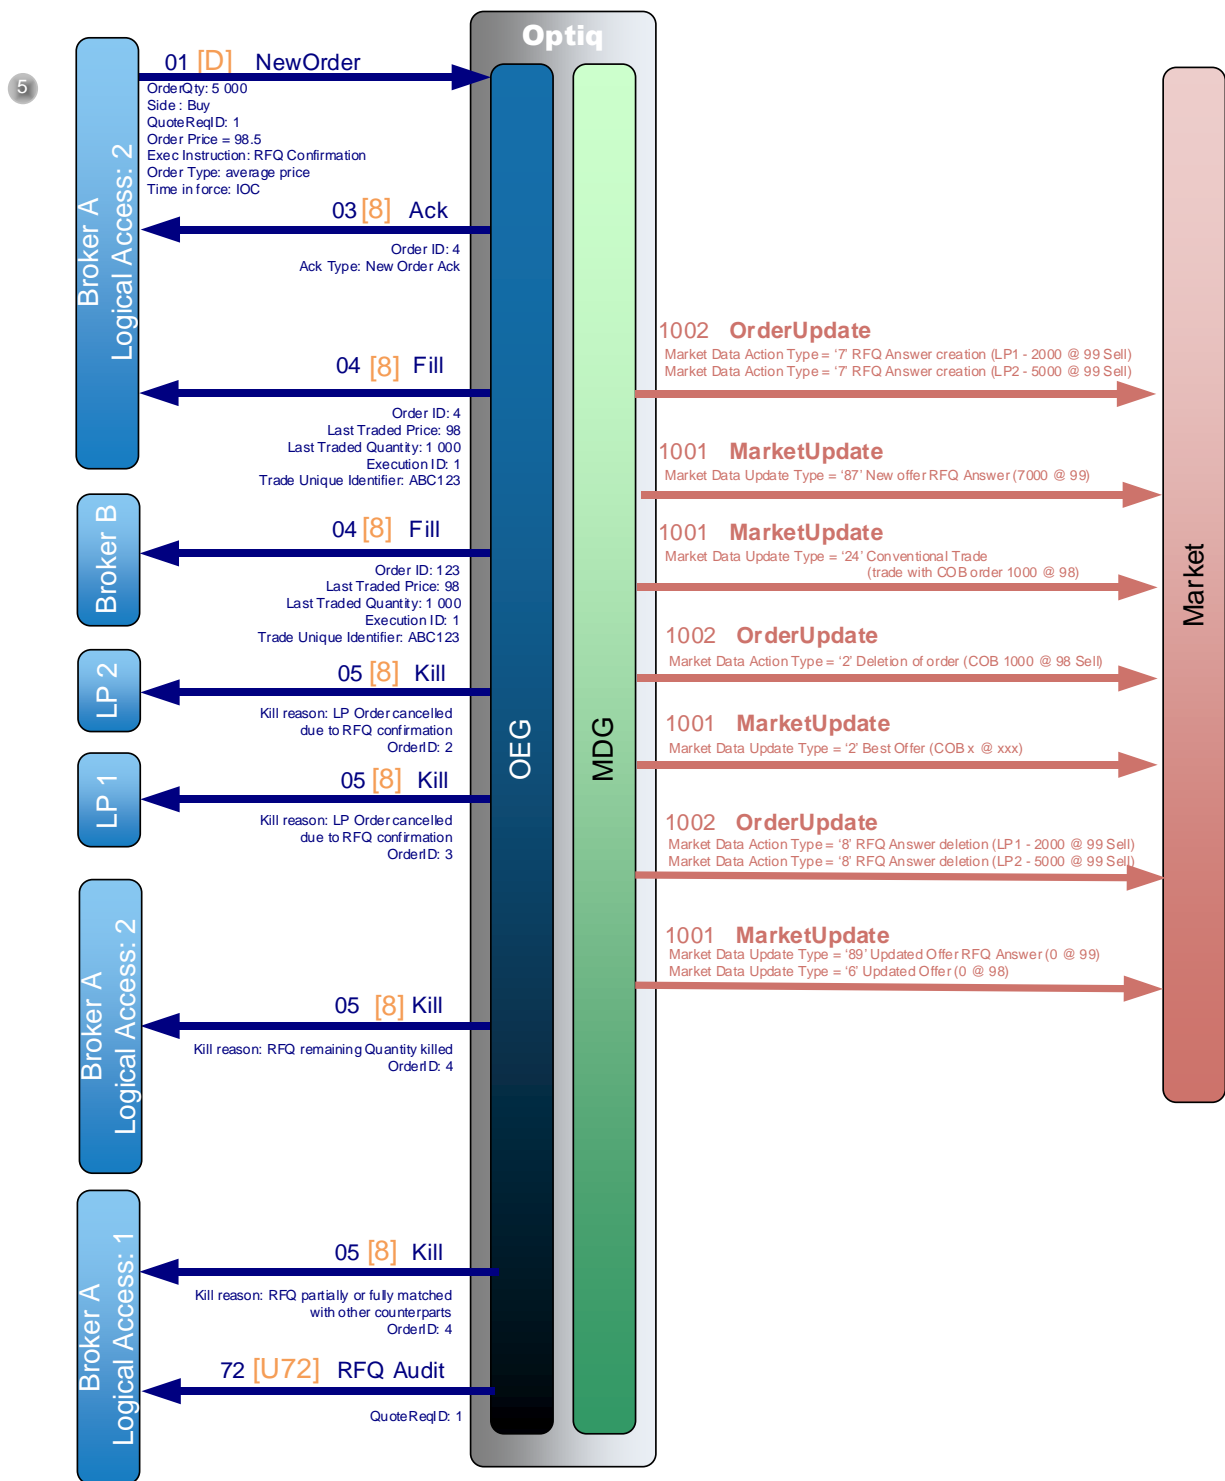 Optiq
5
Broker A
Logical Access: 2
01 [D] NewOrder
OrderQty: 5 000
Side : Buy
QuoteReqID: 1
Order Price = 98.5
Exec Instruction: RFQ Confirmation
Order Type: average price
Time in force: IOC
03 [8] Ack
Order ID: 4
Ack Type: New Order Ack
04 [8] Fill
Order ID: 4
Last Traded Price: 98
Last Traded Quantity: 1 000
Execution ID: 1
Trade Unique Identifier: ABC123
Broker B
04 [8] Fill
Order ID: 123
Last Traded Price: 98
Last Traded Quantity: 1 000
Execution ID: 1
Trade Unique Identifier: ABC123
LP 2
05 [8] Kill
Kill reason: LP Order cancelled
due to RFQ confirmation
OrderID: 2
LP 1
05 [8] Kill
Kill reason: LP Order cancelled
due to RFQ confirmation
OrderID: 3
Broker A
Logical Access: 2
05 [8] Kill
Kill reason: RFQ remaining Quantity killed
OrderID: 4
Broker A
Logical Access: 1
05 [8] Kill
Kill reason: RFQ partially or fully matched
with other counterparts
OrderID: 4
72 [U72] RFQ Audit
QuoteReqID: 1
OEG
MDG
1002 OrderUpdate
Market Data Action Type = ‘7’ RFQ Answer creation (LP1 - 2000 @ 99 Sell)
Market Data Action Type = ‘7’ RFQ Answer creation (LP2 - 5000 @ 99 Sell)
1001 MarketUpdate
Market Data Update Type = ‘87’ New offer RFQ Answer (7000 @ 99)
1001 MarketUpdate
Market Data Update Type = ‘24’ Conventional Trade
(trade with COB order 1000 @ 98)
1002 OrderUpdate
Market Data Action Type = ‘2’ Deletion of order (COB 1000 @ 98 Sell)
1001 MarketUpdate
Market Data Update Type = ‘2’ Best Offer (COB x @ xxx)
1002 OrderUpdate
Market Data Action Type = ‘8’ RFQ Answer deletion (LP1 - 2000 @ 99 Sell)
Market Data Action Type = ‘8’ RFQ Answer deletion (LP2 - 5000 @ 99 Sell)
1001 MarketUpdate
Market Data Update Type = ‘89’ Updated Offer RFQ Answer (0 @ 99)
Market Data Update Type = ‘6’ Updated Offer (0 @ 98)
Market